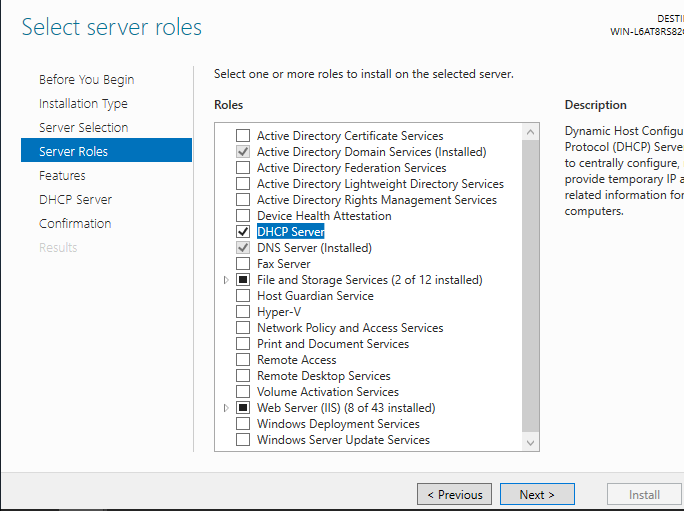 Select server roles
DESTI
WIN-L6AT8RS82
Before You Begin
Installation Type
Server Selection
Server Roles
Features
DHCP Server
Confirmation
Results
Select one or more roles to install on the selected server.
Roles
Active Directory Certificate Services
Active Directory Domain Services (Installed)
Active Directory Federation Services
Active Directory Lightweight Directory Services
Active Directory Rights Management Services
Device Health Attestation
DHCP Server
DNS Server (Installed)
Fax Server
File and Storage Services (2 of 12 installed)
Host Guardian Service
Hyper-V
Network Policy and Access Services
Print and Document Services
Remote Access
Remote Desktop Services
Volume Activation Services
Web Server (IIS) (8 of 43 installed)
Windows Deployment Services
Windows Server Update Services
Description
Dynamic Host Configu
Protocol (DHCP) Serve
to centrally configure,
provide temporary IP a
related information for
computers.
< Previous
Next >
Install